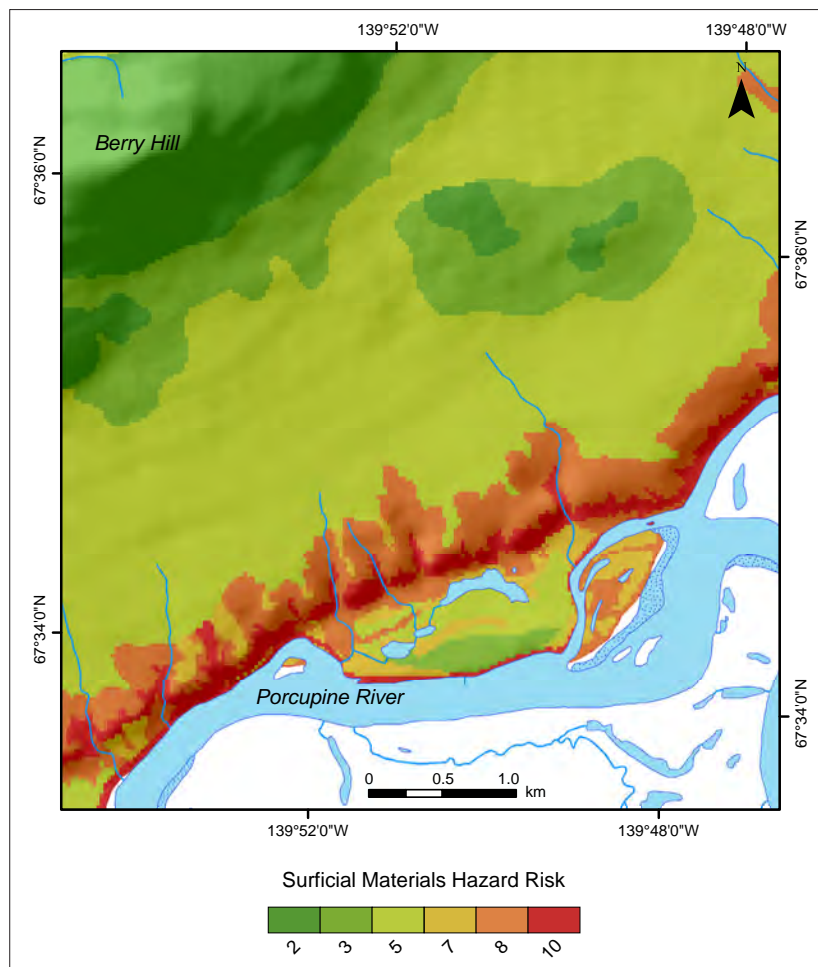 139°52'0"W
139°48'0"W
N
Berry Hill
67°36'0"N
67°36'0"N
67°34'0"N
67°34'0"N
Porcupine River
0 0.5 1.0
km
139°52'0"W
139°48'0"W
Surficial Materials Hazard Risk
2 3 5 7 8 10